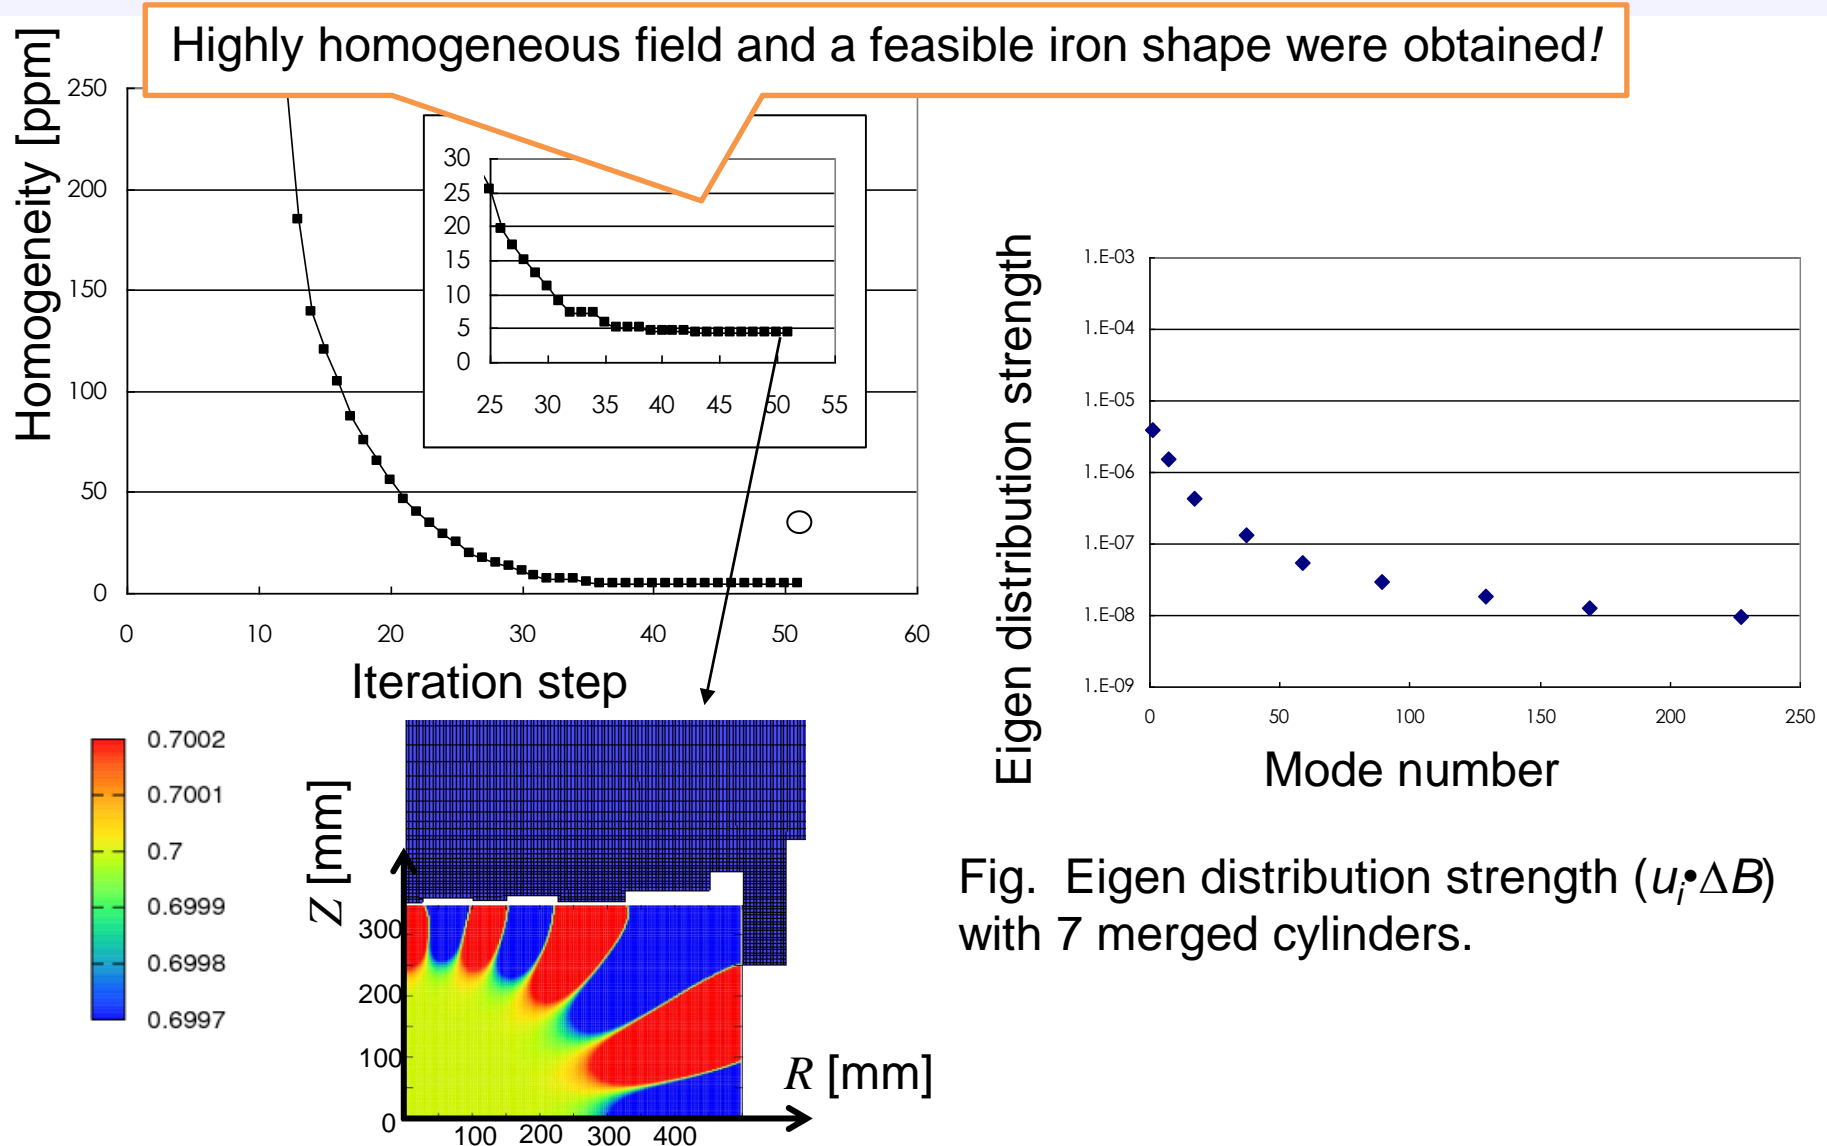 Highly homogeneous field and a feasible iron shape were obtained!
Homogeneity [ppm]
250
200
150
100
50
0
0 10 20 30 40 50 60
Iteration step
30
25
20
15
10
5
0
25 30 35 40 45 50 55
Eigen distribution strength
1.E-03
1.E-04
1.E-05
1.E-06
1.E-07
1.E-08
1.E-09
0 50 100 150 200 250
Mode number
0.7002
0.7001
0.7
0.6999
0.6998
0.6997
Z [mm]
300
200
100
0
100 200 300 400
R [mm]
Fig. Eigen distribution strength (u_i•ΔB)
with 7 merged cylinders.